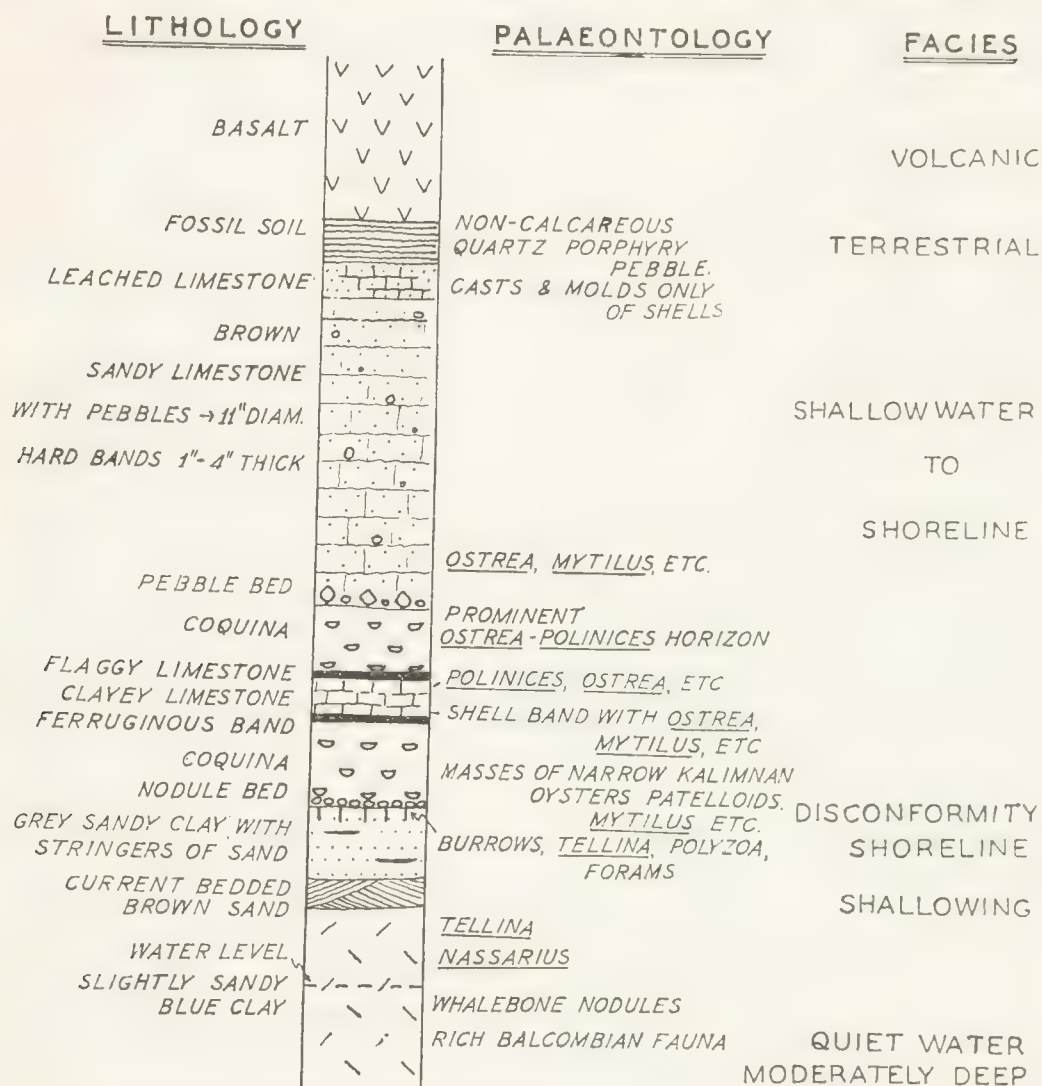 LITHOLOGY
PALAEONTOLOGY
FACIES
BASALT
VOLCANIC
FOSSIL SOIL
NON-CALCAREOUS
QUARTZ PORPHYRY
PEBBLE.
TERRESTRIAL
LEACHED LIMESTONE
CASTS & MOLDS ONLY
OF SHELLS
BROWN
SANDY LIMESTONE
WITH PEBBLES → 11" DIAM.
HARD BANDS 1"-4" THICK
SHALLOW WATER
TO
SHORELINE
OSTREA, MYTILUS, ETC.
PEBBLE BED
COQUINA
PROMINENT
OSTREA-POLINICES HORIZON
FLAGGY LIMESTONE
CLAYEY LIMESTONE
FERRUGINOUS BAND
POLINICES, OSTREA, ETC
SHELL BAND WITH OSTREA,
MYTILUS, ETC
COQUINA
NODULE BED
MASSES OF NARROW KALIMNAN
OYSTERS PATELLOIDS.
MYTILUS ETC.
DISCONFORMITY
GREY SANDY CLAY WITH
STRINGERS OF SAND
BURROWS, TELLINA, POLYZOA,
FORAMS
SHORELINE
CURRENT BEDDED
BROWN SAND
SHALLOWING
TELLINA
NASSARIUS
WATER LEVEL
SLIGHTLY SANDY
BLUE CLAY
WHALEBONE NODULES
RICH BALCOMBIAN FAUNA
QUIET WATER
MODERATELY DEEP